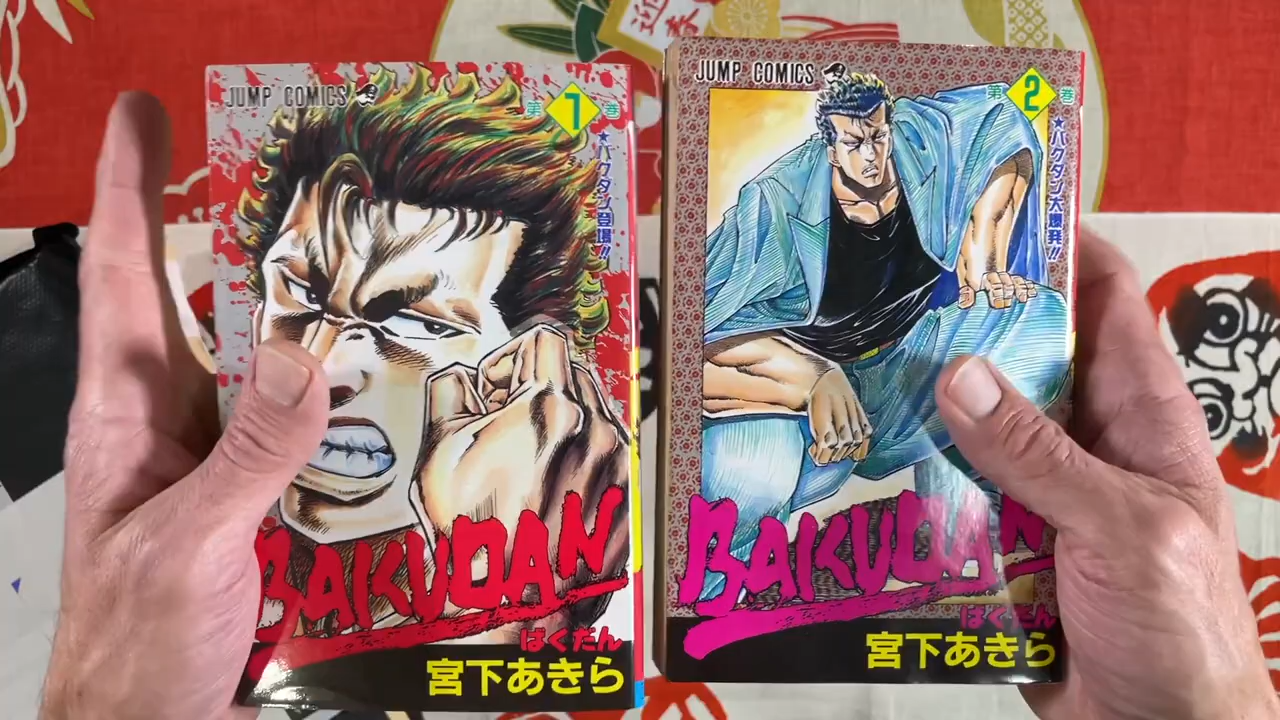 迎春
JUMP COMICS
第1巻
★バクダン登場!!
BAKUDAN
ばくだん
宮下あきら
JUMP COMICS
第2巻
★バクダン大爆発!!
BAKUDAN
ばくだん
宮下あきら